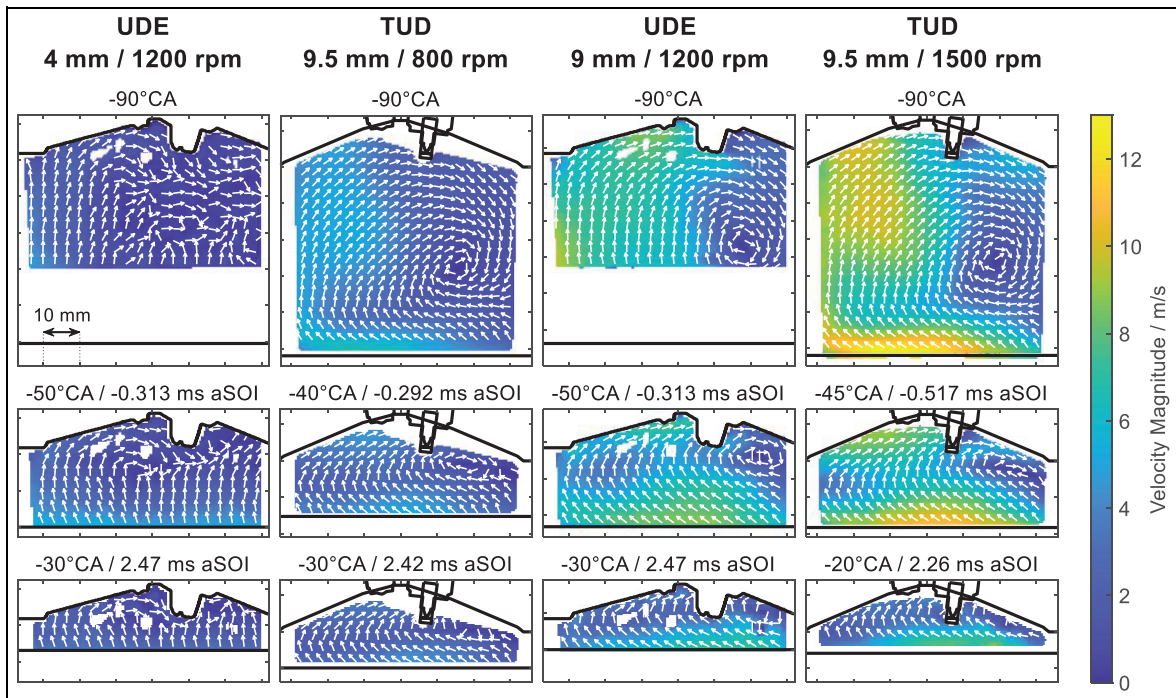 UDE TUD UDE TUD
4 mm / 1200 rpm 9.5 mm / 800 rpm 9 mm / 1200 rpm 9.5 mm / 1500 rpm
-90°CA -90°CA -90°CA -90°CA
10 mm
-50°CA / -0.313 ms aSOI -40°CA / -0.292 ms aSOI -50°CA / -0.313 ms aSOI -45°CA / -0.517 ms aSOI
-30°CA / 2.47 ms aSOI -30°CA / 2.42 ms aSOI -30°CA / 2.47 ms aSOI -20°CA / 2.26 ms aSOI
12
10
8
6
4
2
0
Velocity Magnitude / m/s